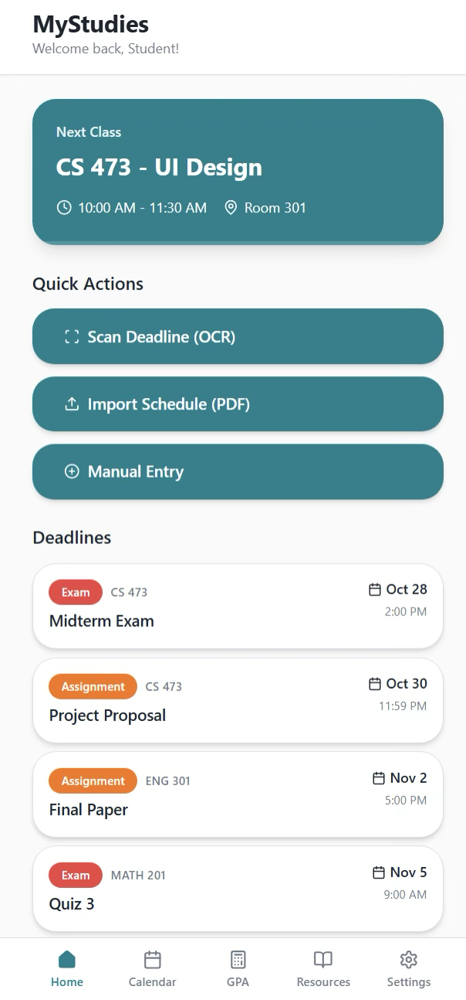 MyStudies
Welcome back, Student!
Next Class
CS 473 - UI Design
10:00 AM - 11:30 AM Room 301
Quick Actions
Scan Deadline (OCR)
Import Schedule (PDF)
Manual Entry
Deadlines
Exam CS 473 Oct 28
2:00 PM
Midterm Exam
Assignment CS 473 Oct 30
11:59 PM
Project Proposal
Assignment ENG 301 Nov 2
5:00 PM
Final Paper
Exam MATH 201 Nov 5
9:00 AM
Quiz 3
Home Calendar GPA Resources Settings